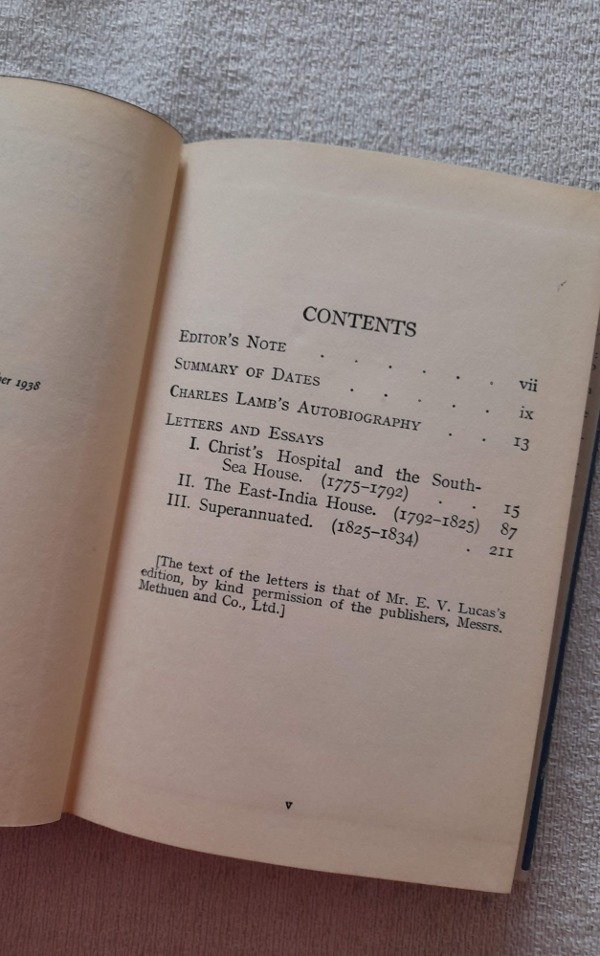 1938
CONTENTS
EDITOR'S NOTE . . . . . . vii
SUMMARY OF DATES . . . . . ix
CHARLES LAMB'S AUTOBIOGRAPHY . . 13
LETTERS AND ESSAYS
I. Christ's Hospital and the South-
Sea House. (1775–1792) . . 15
II. The East-India House. (1792–1825) 87
III. Superannuated. (1825–1834) . 211
[The text of the letters is that of Mr. E. V. Lucas's
edition, by kind permission of the publishers, Messrs.
Methuen and Co., Ltd.]
v